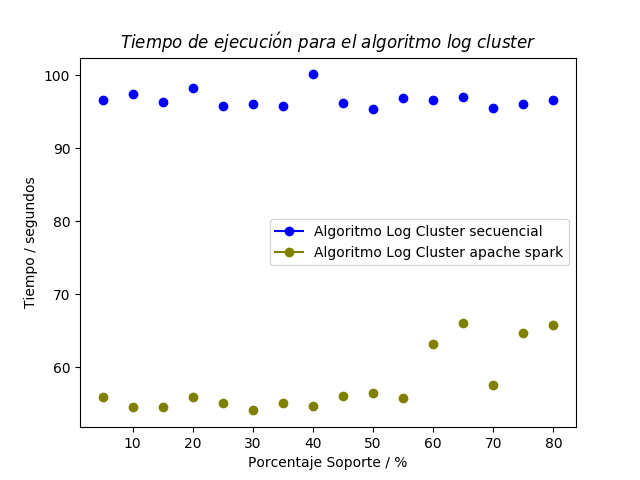 Tiempo de ejecución para el algoritmo log cluster
100
90
80
70
60
Tiempo / segundos
Algoritmo Log Cluster secuencial
Algoritmo Log Cluster apache spark
10 20 30 40 50 60 70 80
Porcentaje Soporte / %